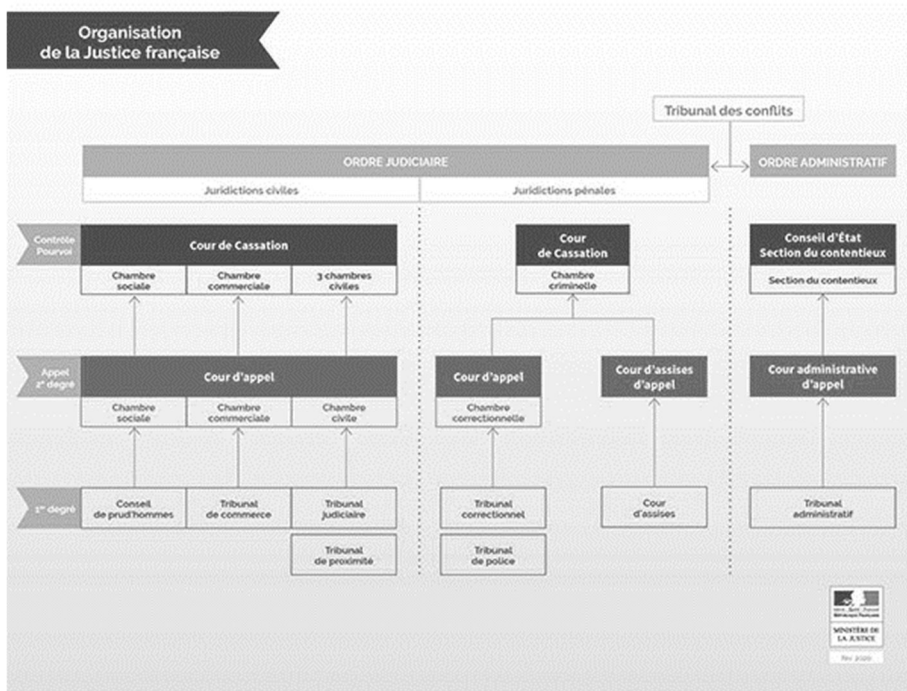 Organisation
de la Justice française
Tribunal des conflits
ORDRE JUDICIAIRE
ORDRE ADMINISTRATIF
Juridictions civiles
Juridictions pénales
Contrôle
Pourvoi
Cour de Cassation
Cour
de Cassation
Conseil d'État
Section du contentieux
Chambre
sociale
Chambre
commerciale
3 chambres
civiles
Chambre
criminelle
Section du contentieux
Appel
2e degré
Cour d'appel
Cour d'appel
Cour d'assises
d'appel
Cour administrative
d'appel
Chambre
sociale
Chambre
commerciale
Chambre
civile
Chambre
correctionnelle
1er degré
Conseil
de prud'hommes
Tribunal
de commerce
Tribunal
judiciaire
Tribunal
correctionnel
Cour
d'assises
Tribunal
administratif
Tribunal
de proximité
Tribunal
de police
RÉPUBLIQUE FRANÇAISE
MINISTÈRE DE
LA JUSTICE
2020